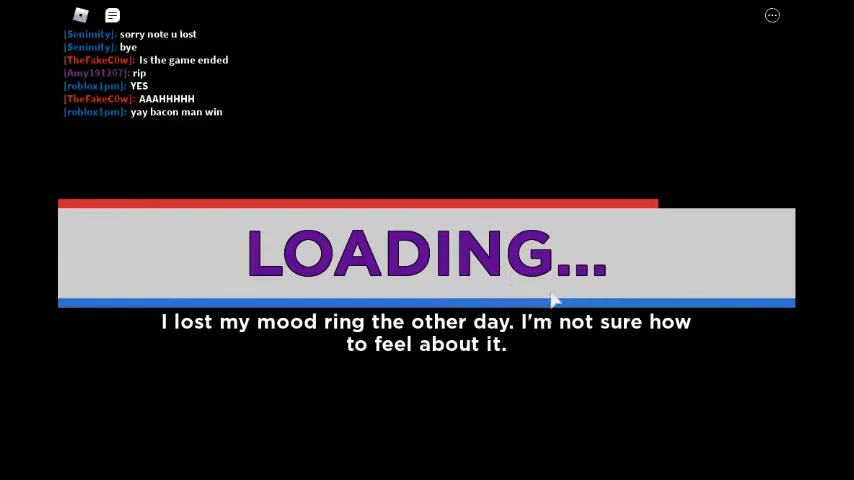 [Senimity]: sorry note u lost
[Senimity]: bye
[TheFakeC0w]: Is the game ended
[Amy191207]: rip
[roblox1pm]: YES
[TheFakeC0w]: AAAHHHHH
[roblox1pm]: yay bacon man win
LOADING...
I lost my mood ring the other day. I'm not sure how
to feel about it.